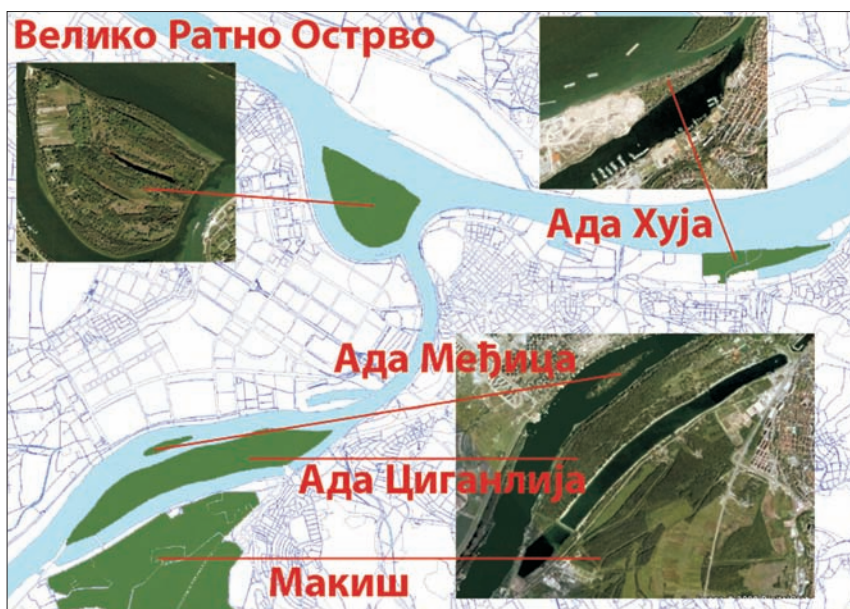 Велико Ратно Острво
Ада Хуја
Ада Међица
Ада Циганлија
Макиш